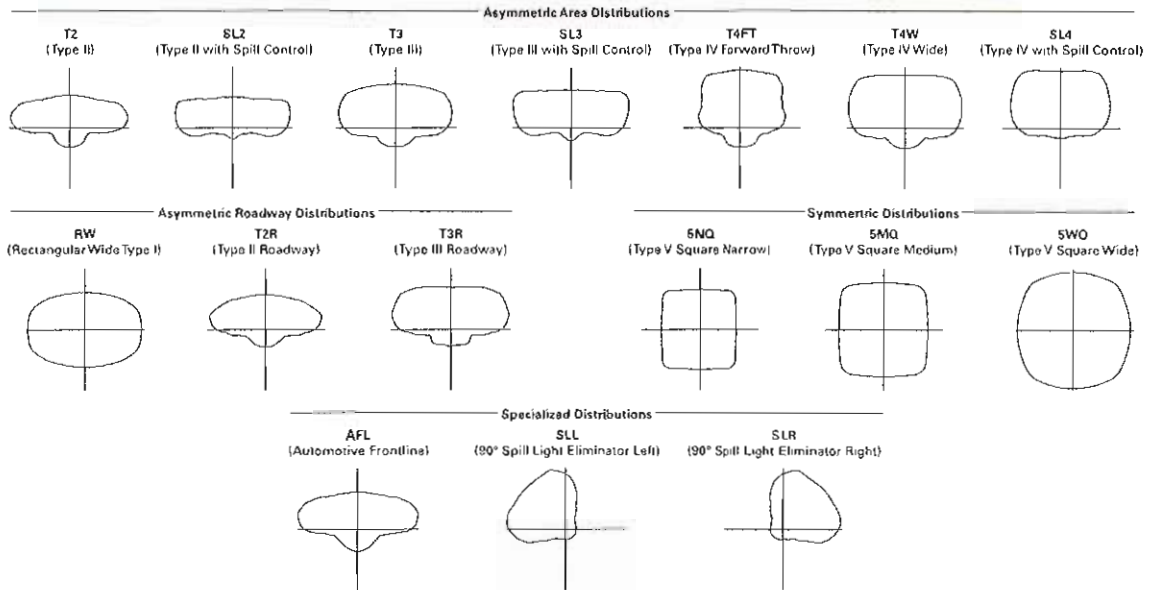 Asymmetric Area Distributions
T2
(Type II)
SL2
(Type II with Spill Control)
T3
(Type III)
SL3
(Type III with Spill Control)
T4FT
(Type IV Forward Throw)
T4W
(Type IV Wide)
SL4
(Type IV with Spill Control)
Asymmetric Roadway Distributions
RW
(Rectangular Wide Type I)
T2R
(Type II Roadway)
T3R
(Type III Roadway)
Symmetric Distributions
5NQ
(Type V Square Narrow)
5MQ
(Type V Square Medium)
5WQ
(Type V Square Wide)
Specialized Distributions
AFL
(Automotive Frontline)
SLL
(90° Spill Light Eliminator Left)
SLR
(90° Spill Light Eliminator Right)